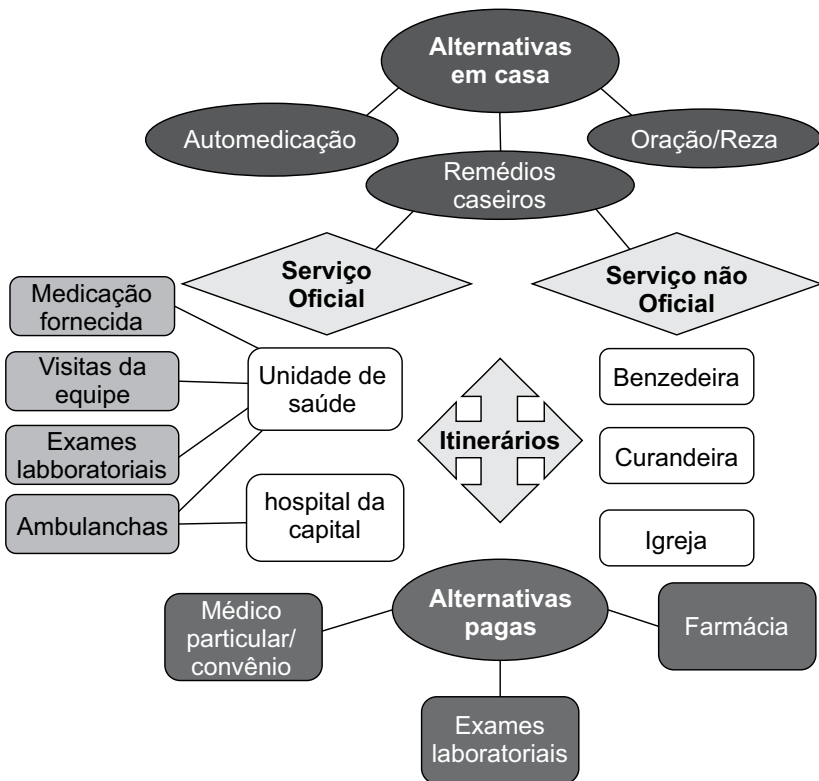 Alternativas
em casa
Automedicação
Oração/Reza
Remédios
caseiros
Serviço
Oficial
Serviço não
Oficial
Medicação
fornecida
Visitas da
equipe
Exames
labboratoriais
Ambulanchas
Unidade de
saúde
hospital da
capital
Itinerários
Benzedeira
Curandeira
Igreja
Alternativas
pagas
Médico
particular/
convênio
Farmácia
Exames
laboratoriais